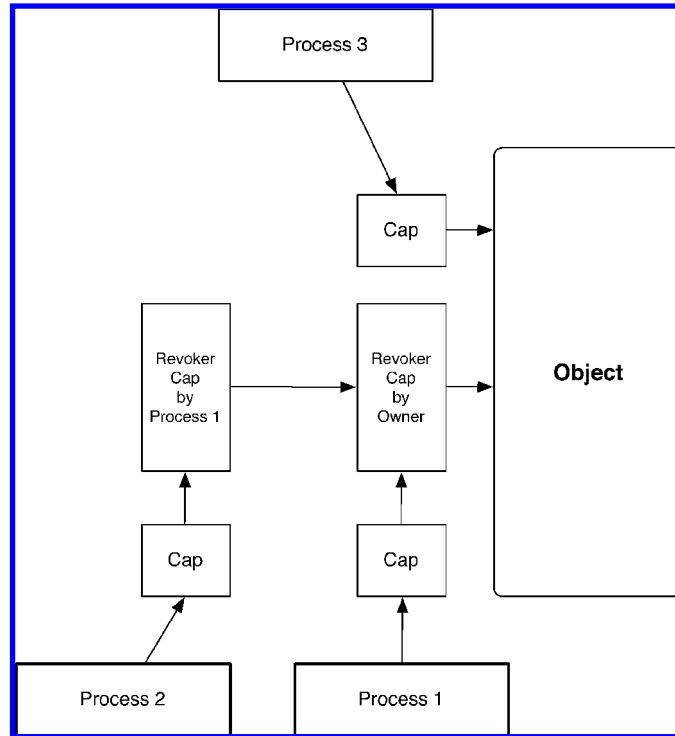 Process 3
Cap
Revoker
Cap
by
Process 1
Revoker
Cap
by
Owner
Object
Cap
Cap
Process 2
Process 1